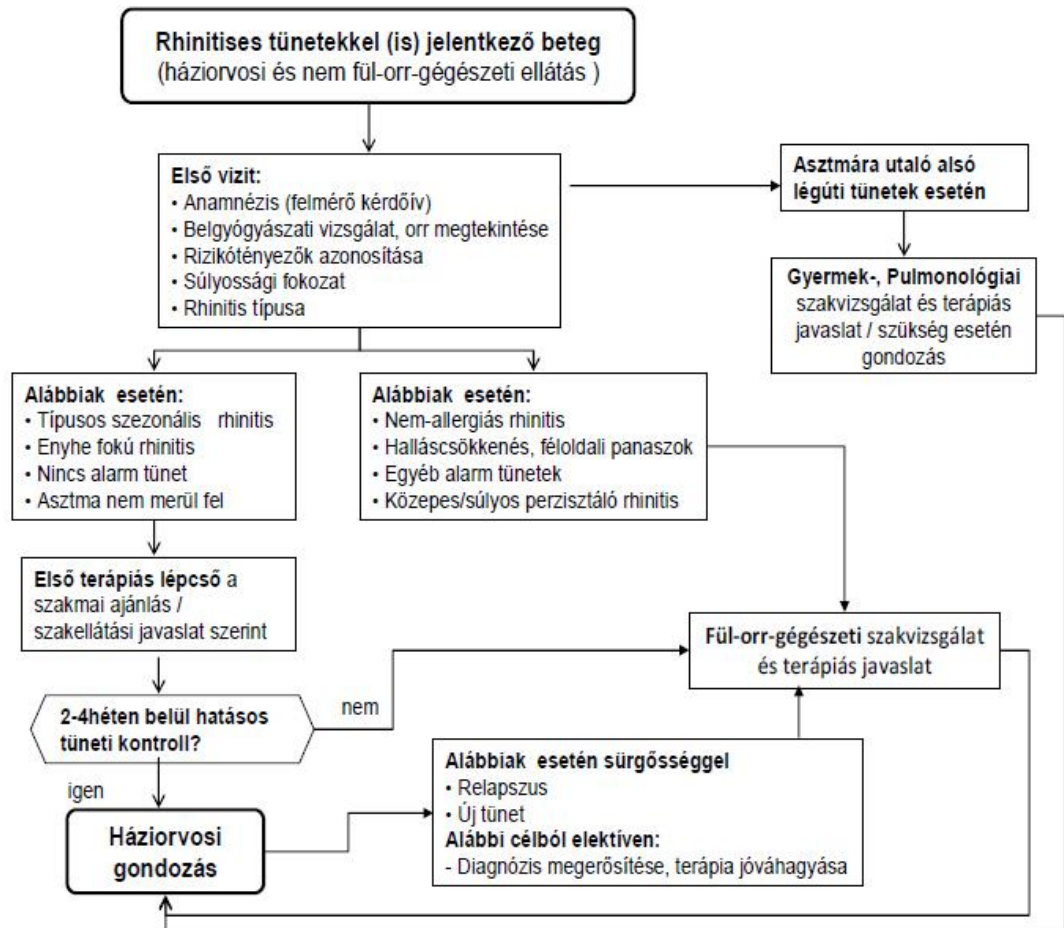 Rhinitises tünetekkel (is) jelentkező beteg
(háziorvosi és nem fül-orr-gégészeti ellátás )
Első vizit:
• Anamnézis (felmérő kérdőív)
• Belgyógyászati vizsgálat, orr megtekintése
• Rizikótényezők azonosítása
• Súlyossági fokozat
• Rhinitis típusa
Asztmára utaló alsó
légúti tünetek esetén
Gyermek-, Pulmonológiai
szakvizsgálat és terápiás
javaslat / szükség esetén
gondozás
Alábbiak esetén:
• Típusos szezonális rhinitis
• Enyhe fokú rhinitis
• Nincs alarm tünet
• Asztma nem merül fel
Alábbiak esetén:
• Nem-allergiás rhinitis
• Halláscsökkenés, féloldali panaszok
• Egyéb alarm tünetek
• Közepes/súlyos perzisztáló rhinitis
Első terápiás lépcső a
szakmai ajánlás /
szakellátási javaslat szerint
Fül-orr-gégészeti szakvizsgálat
és terápiás javaslat
2-4héten belül hatásos
tüneti kontroll?
nem
igen
Alábbiak esetén sürgősséggel
• Relapszus
• Új tünet
Alábbi célból elektíven:
- Diagnózis megerősítése, terápia jóváhagyása
Háziorvosi
gondozás